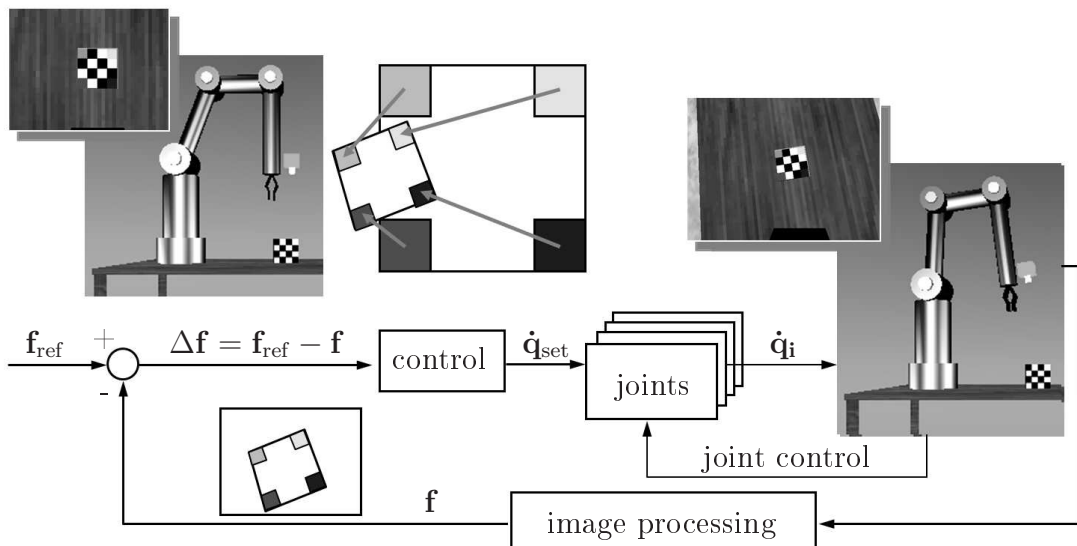 f_ref
+
-
Δf = f_ref − f
control
q̇_set
joints
q̇_i
joint control
f
image processing